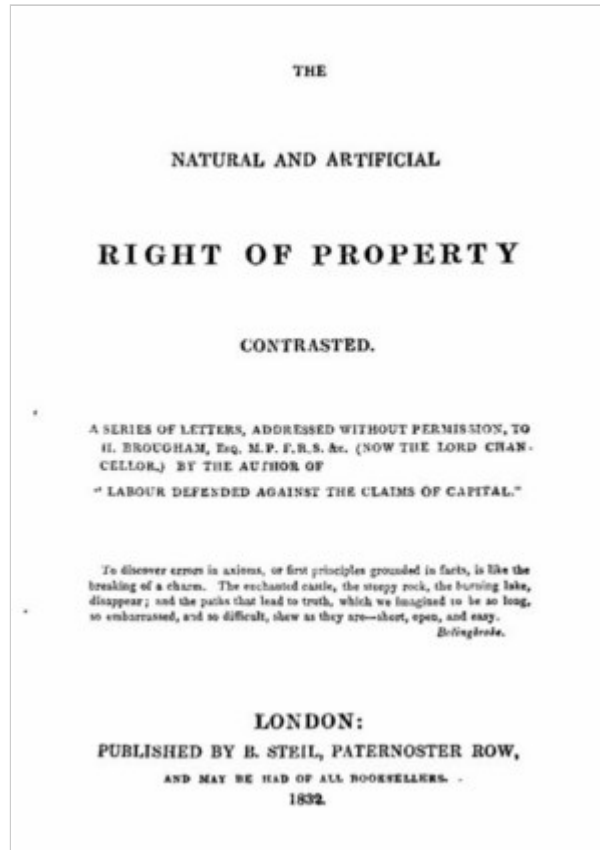 THE
NATURAL AND ARTIFICIAL
RIGHT OF PROPERTY
CONTRASTED.
A SERIES OF LETTERS, ADDRESSED WITHOUT PERMISSION, TO
H. BROUGHAM, Esq. M.P. F.R.S. &c. (NOW THE LORD CHAN-
CELLOR.) BY THE AUTHOR OF
"LABOUR DEFENDED AGAINST THE CLAIMS OF CAPITAL."
To discover errors in axioms, or first principles grounded in facts, is like the
breaking of a charm. The enchanted castle, the steepy rock, the burning lake,
disappear; and the paths that lead to truth, which we imagined to be so long,
so embarrassed, and so difficult, shew as they are—short, open, and easy.
Bolingbroke.
LONDON:
PUBLISHED BY B. STEIL, PATERNOSTER ROW,
AND MAY BE HAD OF ALL BOOKSELLERS.
1832.